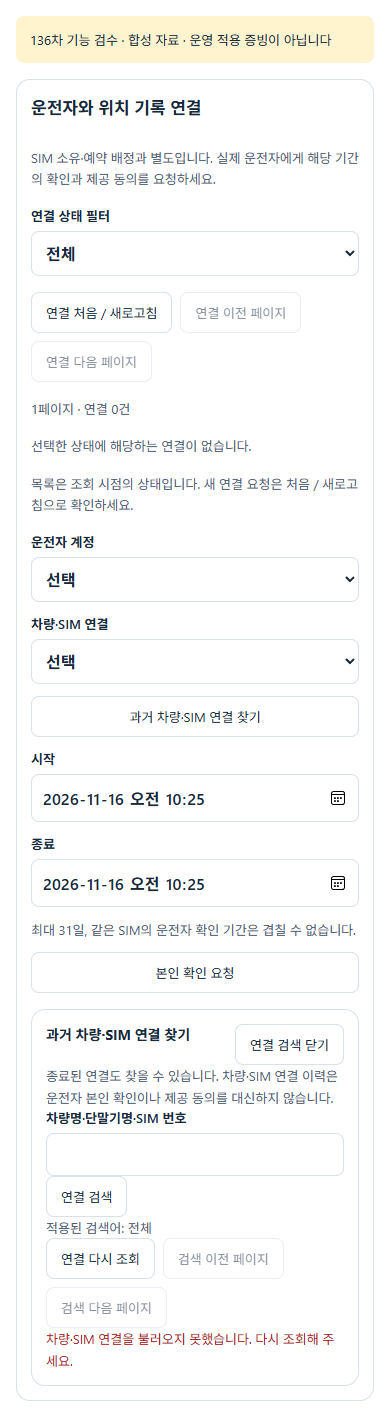 136차 기능 검수 · 합성 자료 · 운영 적용 증빙이 아닙니다
운전자와 위치 기록 연결
SIM 소유·예약 배정과 별도입니다. 실제 운전자에게 해당 기간
의 확인과 제공 동의를 요청하세요.
연결 상태 필터
전체
연결 처음 / 새로고침
연결 이전 페이지
연결 다음 페이지
1페이지 · 연결 0건
선택한 상태에 해당하는 연결이 없습니다.
목록은 조회 시점의 상태입니다. 새 연결 요청은 처음 / 새로고
침으로 확인하세요.
운전자 계정
선택
차량·SIM 연결
선택
과거 차량·SIM 연결 찾기
시작
2026-11-16 오전 10:25
종료
2026-11-16 오전 10:25
최대 31일, 같은 SIM의 운전자 확인 기간은 겹칠 수 없습니다.
본인 확인 요청
과거 차량·SIM 연결 찾기
연결 검색 닫기
종료된 연결도 찾을 수 있습니다. 차량·SIM 연결 이력은
운전자 본인 확인이나 제공 동의를 대신하지 않습니다.
차량명·단말기명·SIM 번호
연결 검색
적용된 검색어: 전체
연결 다시 조회
검색 이전 페이지
검색 다음 페이지
차량·SIM 연결을 불러오지 못했습니다. 다시 조회해 주
세요.